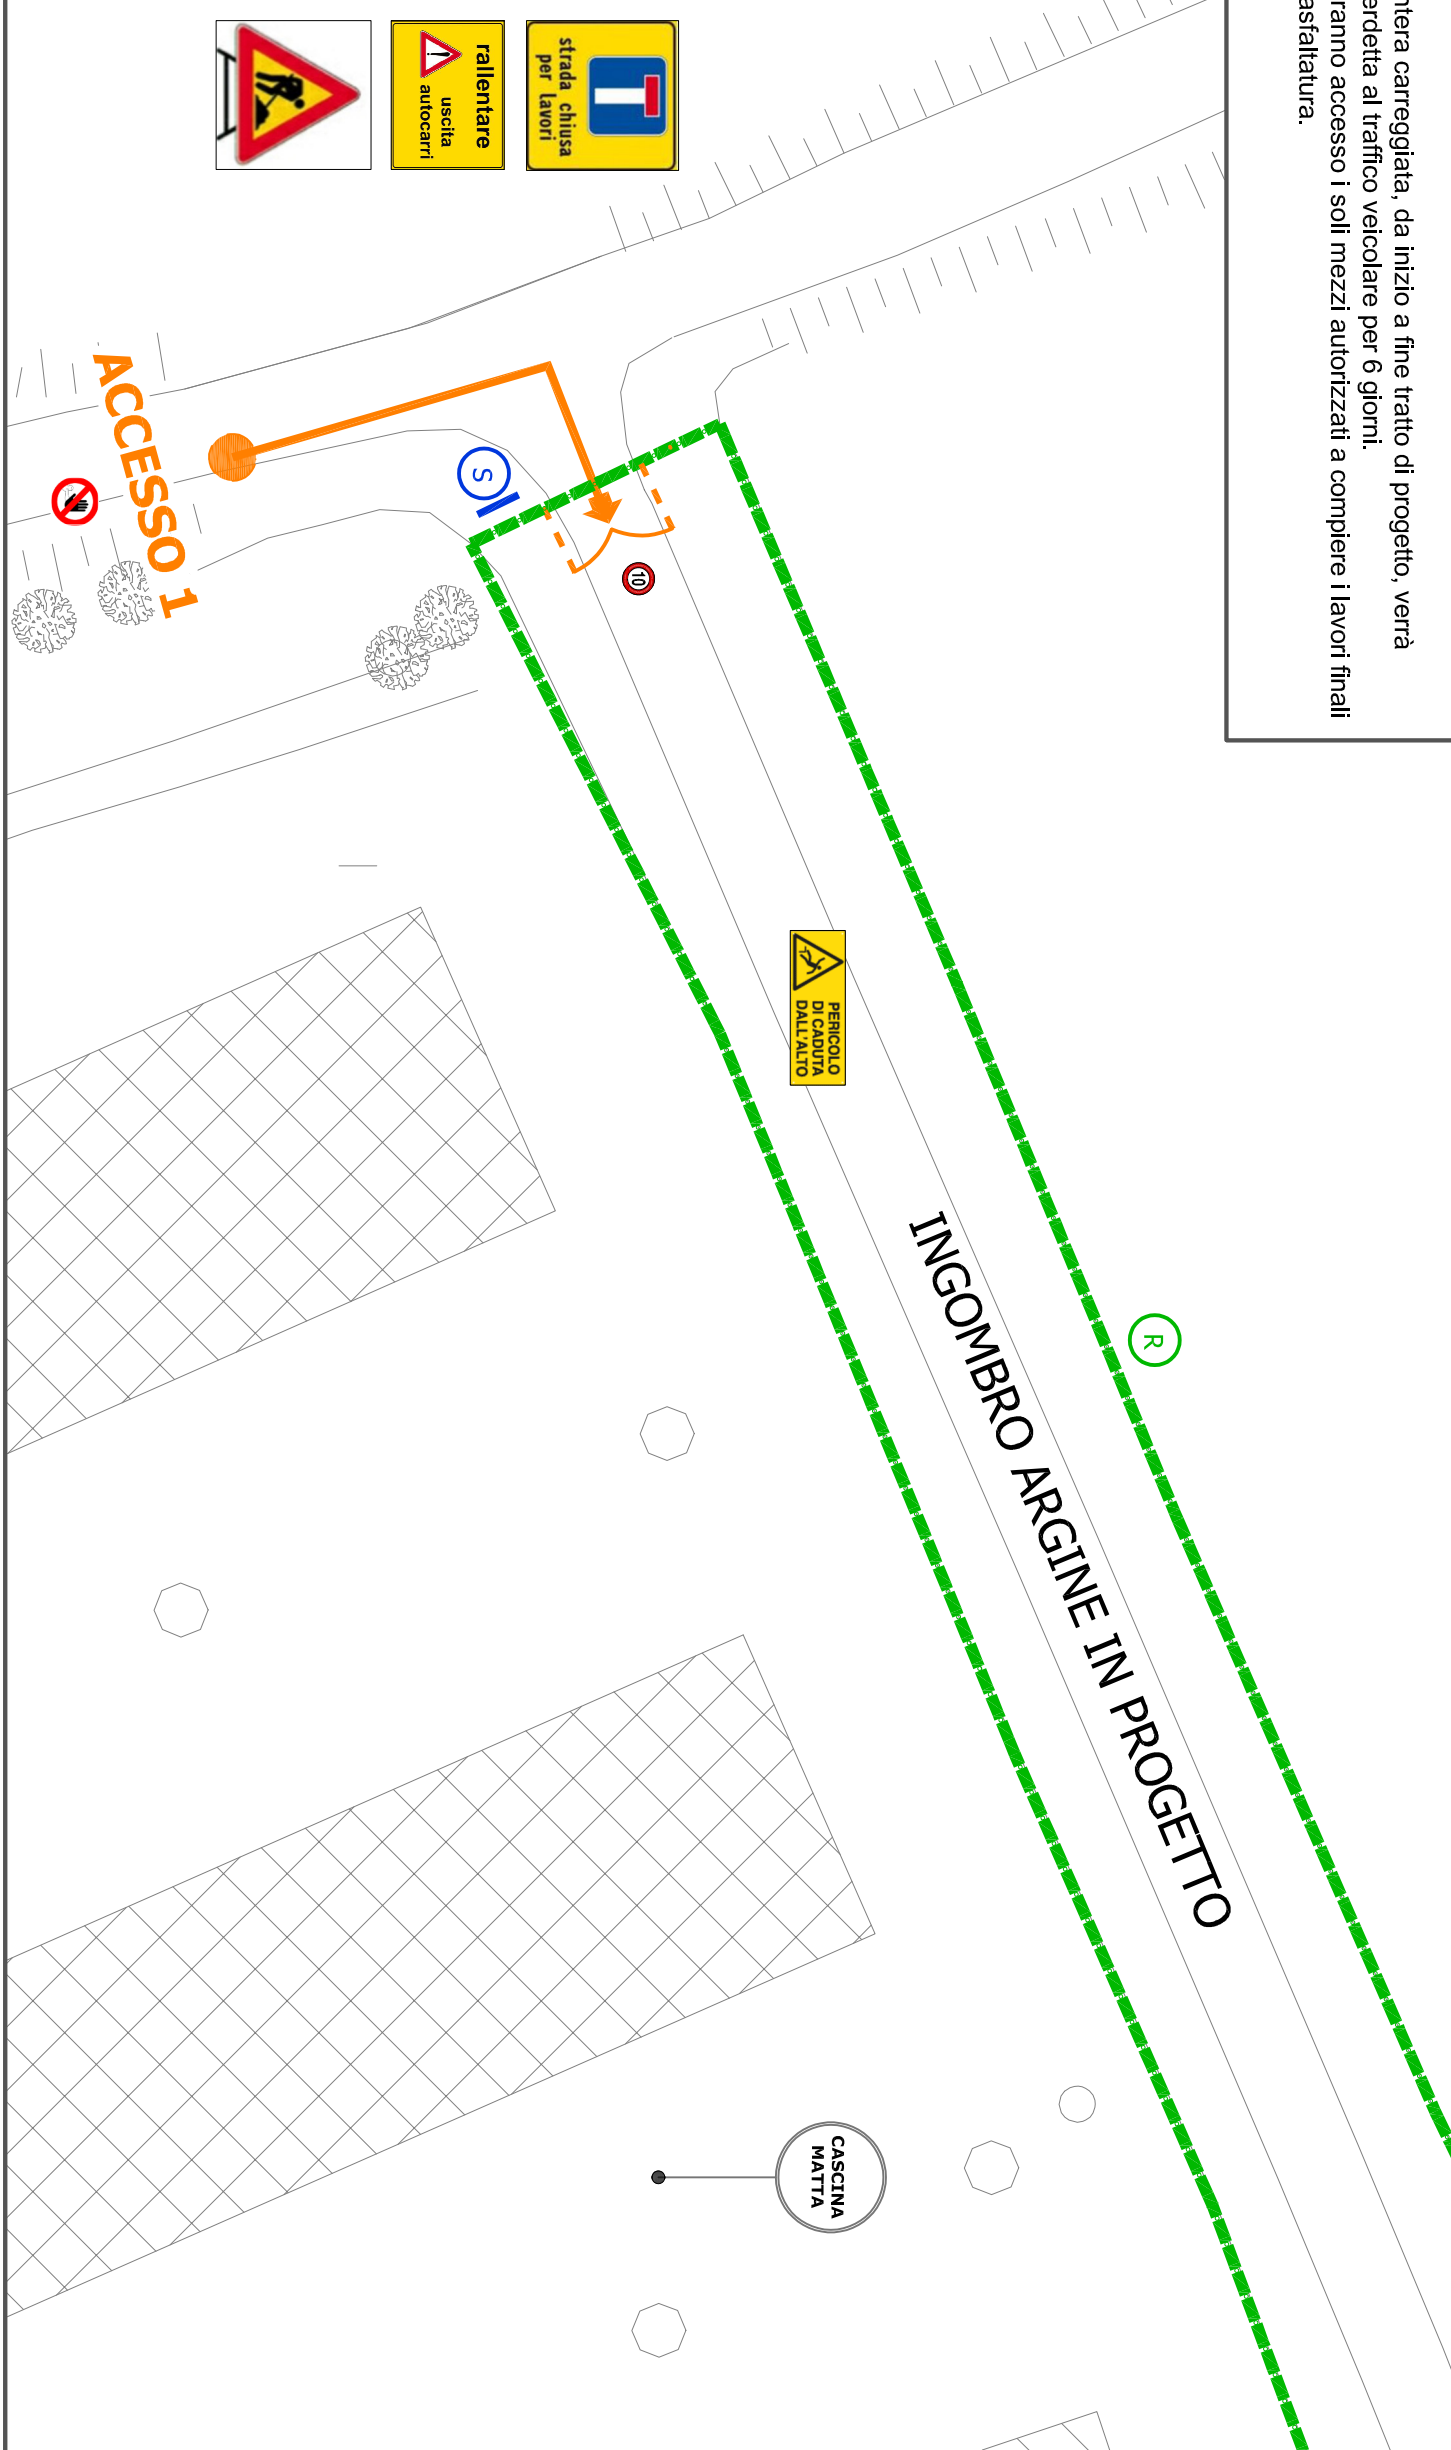 ntera carreggiata, da inizio a fine tratto di progetto, verrà
erdetta al traffico veicolare per 6 giorni.
ranno accesso i soli mezzi autorizzati a compiere i lavori finali
asfaltatura.
strada chiusa
per lavori
rallentare
uscita
autocarri
ACCESSO 1
S
10
PERICOLO
DI CADUTA
DALL'ALTO
R
INGOMBRO ARGINE IN PROGETTO
CASCINA
MATTA